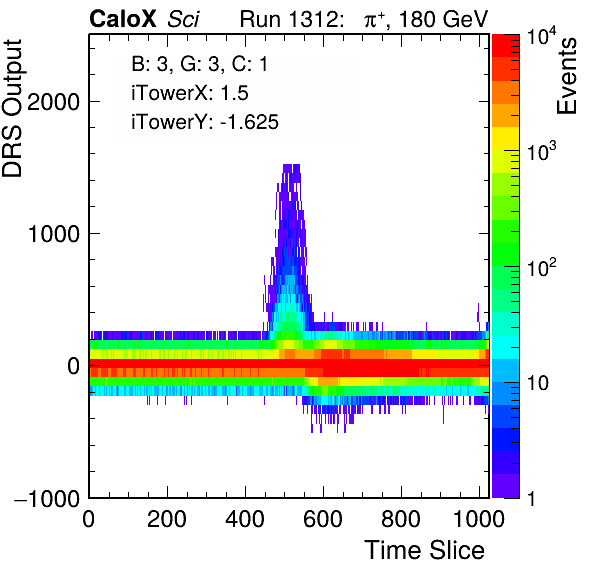 CaloX Sci Run 1312: π⁺, 180 GeV
B: 3, G: 3, C: 1
iTowerX: 1.5
iTowerY: -1.625
DRS Output
2000
1000
0
−1000
0 200 400 600 800 1000
Time Slice
Events
10⁴
10³
10²
10
1